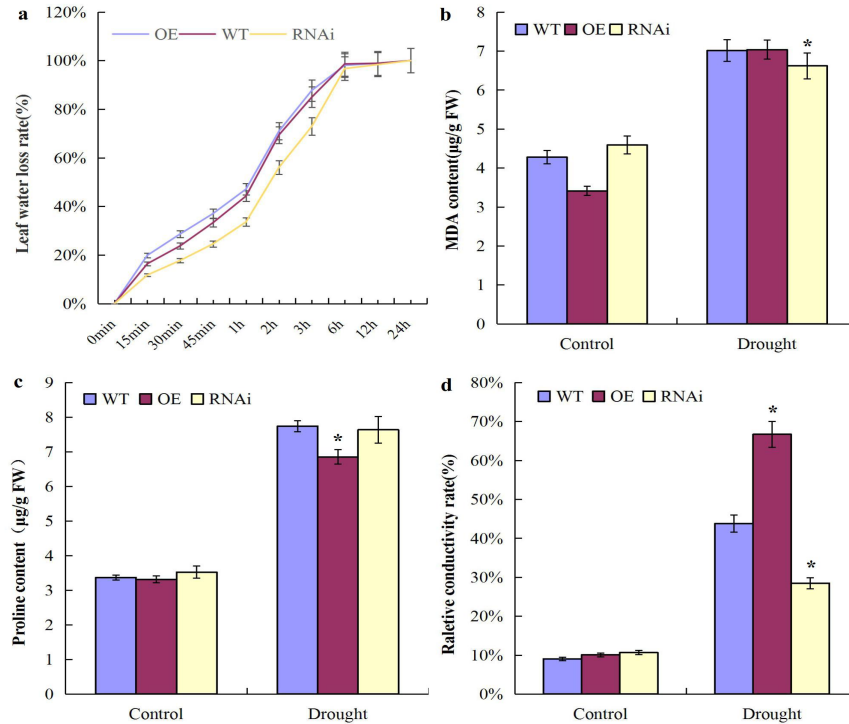 a
OE WT RNAi
Leaf water loss rate(%)
120%
100%
80%
60%
40%
20%
0%
0min 15min 30min 45min 1h 2h 3h 6h 12h 24h
b
WT OE RNAi
MDA content(μg/g FW)
8
7
6
5
4
3
2
1
0
*
Control Drought
c
WT OE RNAi
Proline content（μg/g FW）
9
8
7
6
5
4
3
2
1
0
*
Control Drought
d
WT OE RNAi
Raletive conductivity rate(%)
80%
70%
60%
50%
40%
30%
20%
10%
0%
*
*
Control Drought